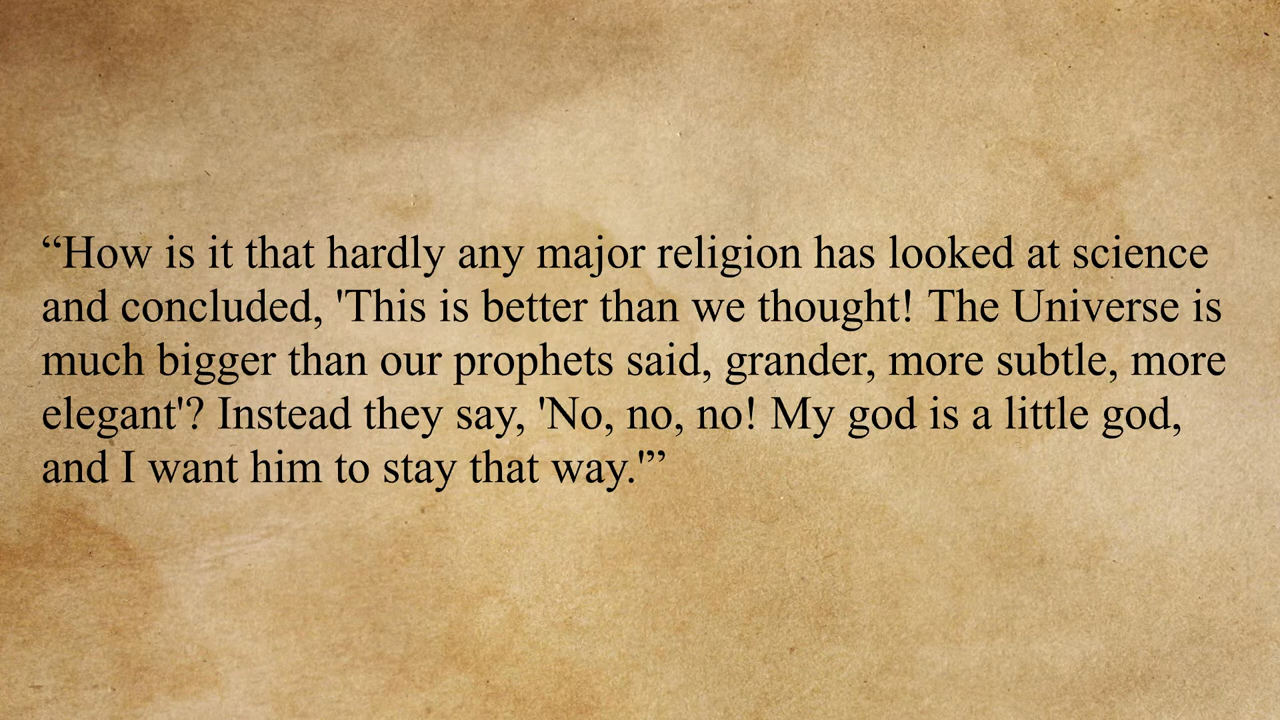 “How is it that hardly any major religion has looked at science
and concluded, 'This is better than we thought! The Universe is
much bigger than our prophets said, grander, more subtle, more
elegant'? Instead they say, 'No, no, no! My god is a little god,
and I want him to stay that way.'”